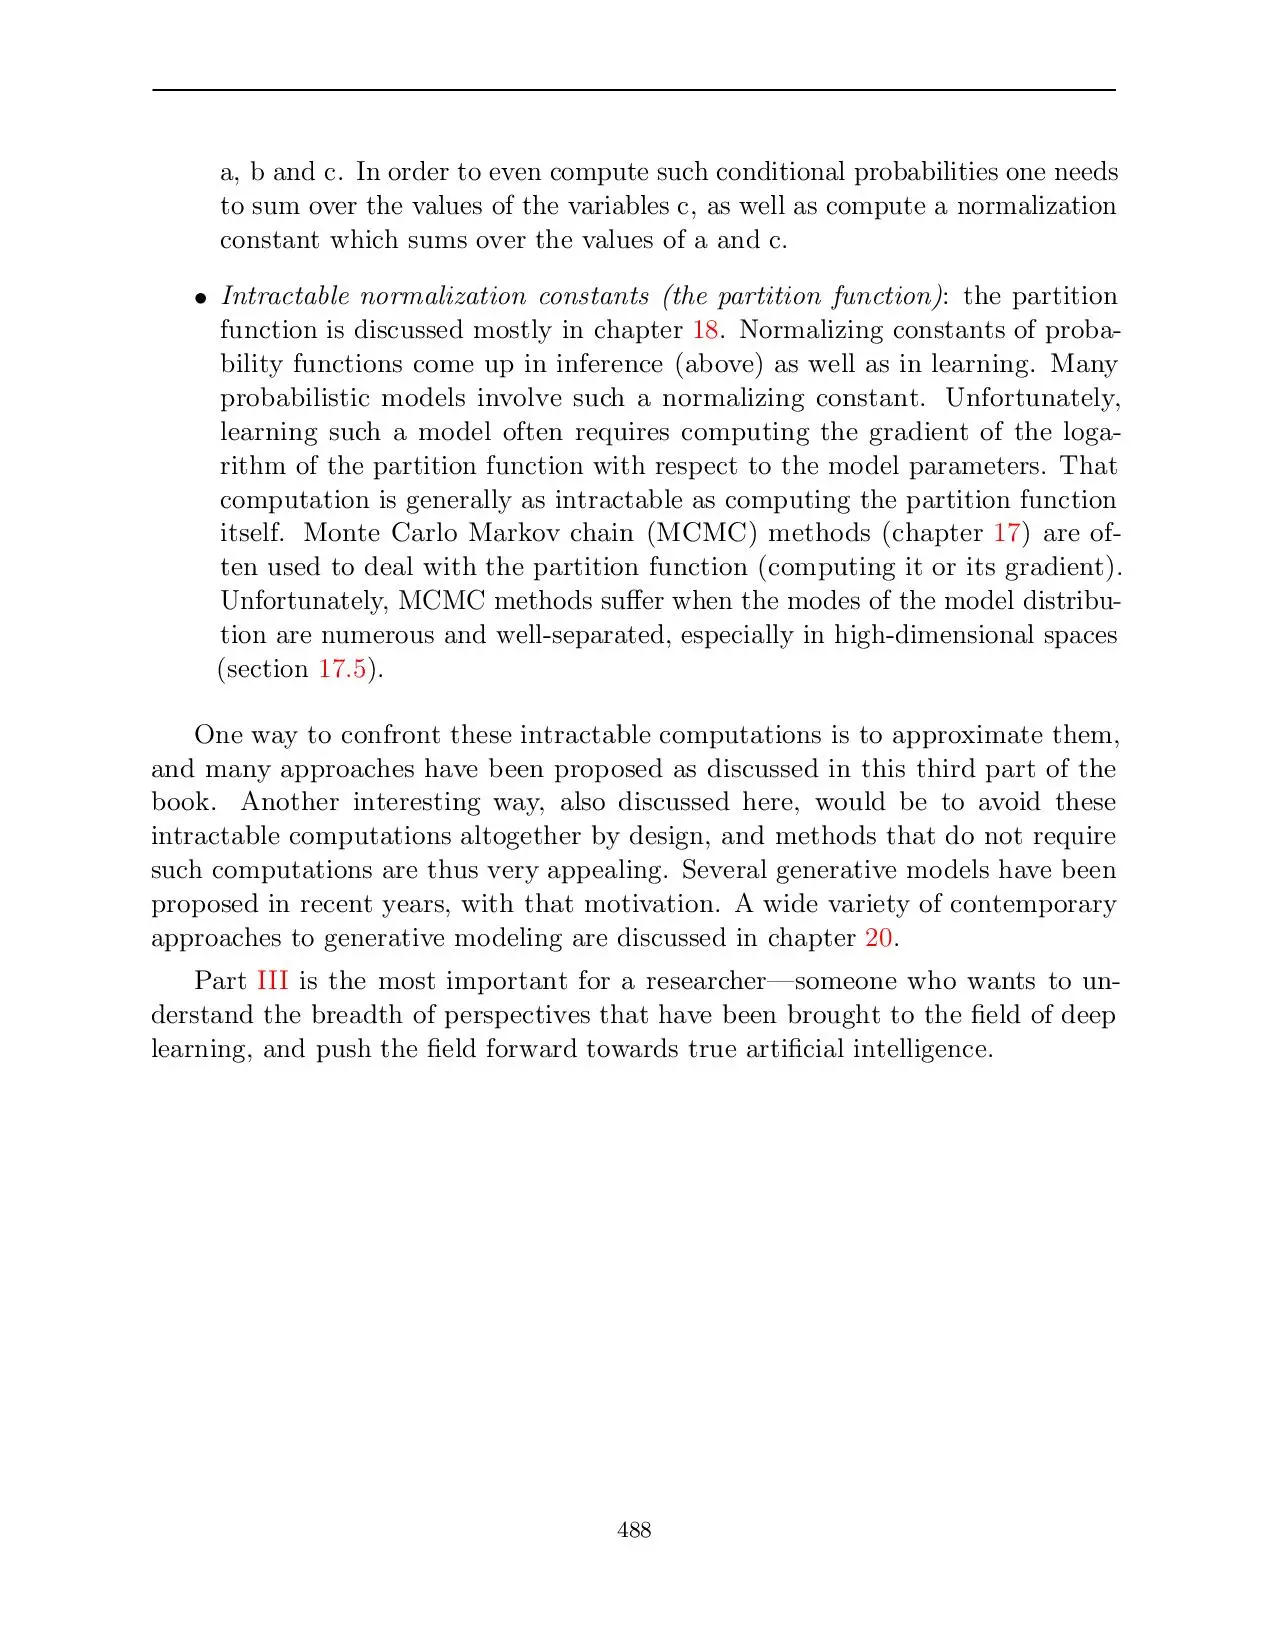 a, b and c. In order to even compute such conditional probabilities one needs
to sum over the values of the variables c, as well as compute a normalization
constant which sums over the values of a and c.
• Intractable normalization constants (the partition function): the partition
function is discussed mostly in chapter 18. Normalizing constants of proba-
bility functions come up in inference (above) as well as in learning. Many
probabilistic models involve such a normalizing constant. Unfortunately,
learning such a model often requires computing the gradient of the loga-
rithm of the partition function with respect to the model parameters. That
computation is generally as intractable as computing the partition function
itself. Monte Carlo Markov chain (MCMC) methods (chapter 17) are of-
ten used to deal with the partition function (computing it or its gradient).
Unfortunately, MCMC methods suffer when the modes of the model distribu-
tion are numerous and well-separated, especially in high-dimensional spaces
(section 17.5).
One way to confront these intractable computations is to approximate them,
and many approaches have been proposed as discussed in this third part of the
book. Another interesting way, also discussed here, would be to avoid these
intractable computations altogether by design, and methods that do not require
such computations are thus very appealing. Several generative models have been
proposed in recent years, with that motivation. A wide variety of contemporary
approaches to generative modeling are discussed in chapter 20.
Part III is the most important for a researcher—someone who wants to un-
derstand the breadth of perspectives that have been brought to the field of deep
learning, and push the field forward towards true artificial intelligence.
488